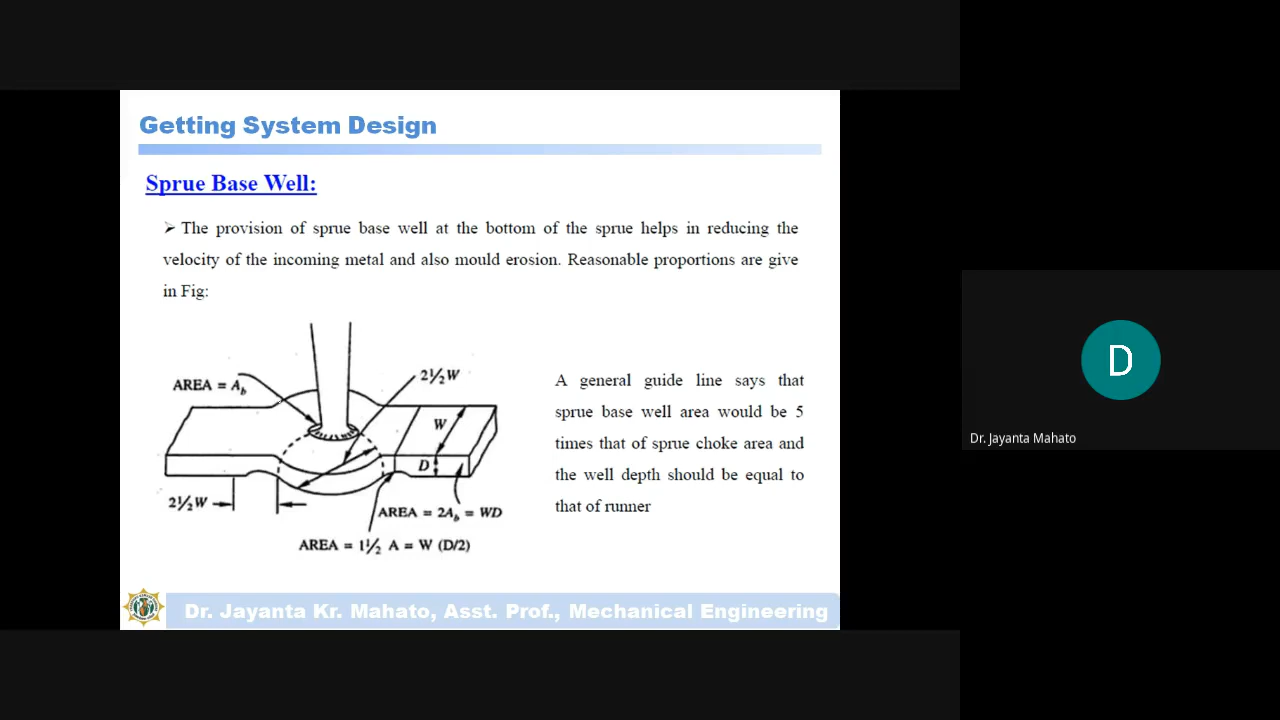 Getting System Design
Sprue Base Well:
➢ The provision of sprue base well at the bottom of the sprue helps in reducing the
velocity of the incoming metal and also mould erosion. Reasonable proportions are give
in Fig:
AREA = Ab
2½W
W
D
2½W
AREA = 2Ab = WD
AREA = 1½ A = W (D/2)
A general guide line says that
sprue base well area would be 5
times that of sprue choke area and
the well depth should be equal to
that of runner
Dr. Jayanta Kr. Mahato, Asst. Prof., Mechanical Engineering
D
Dr. Jayanta Mahato